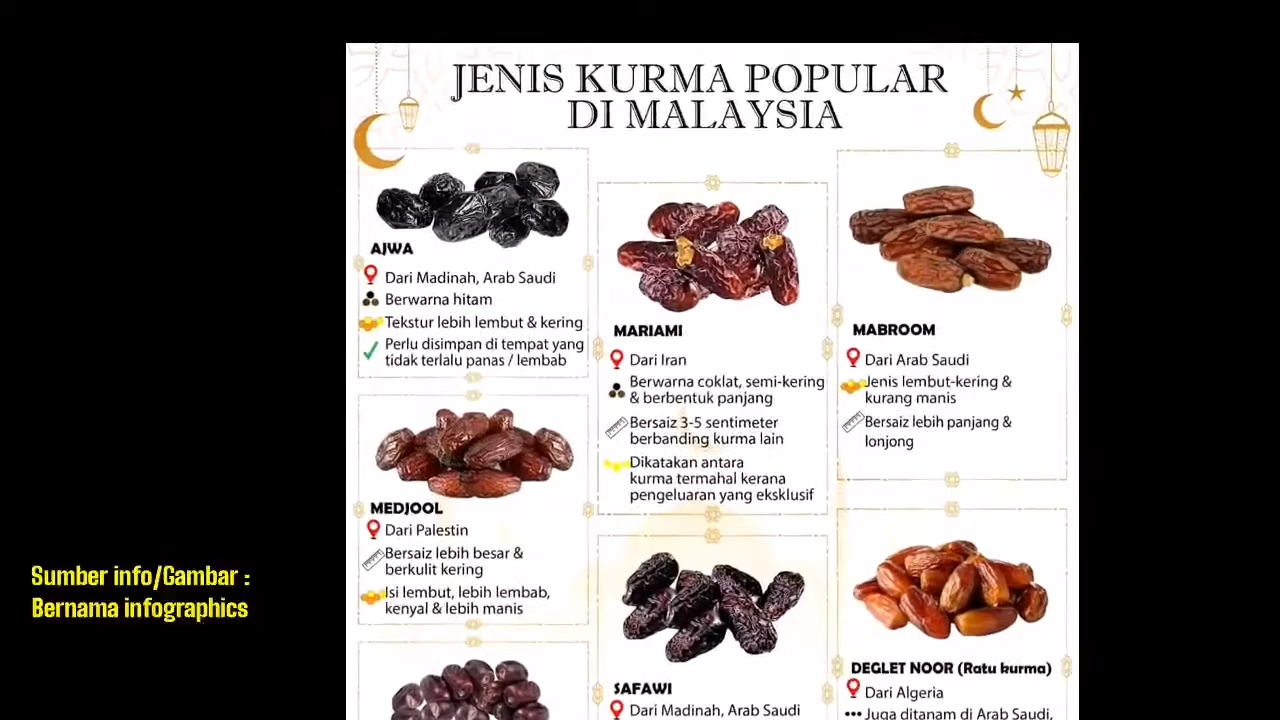 JENIS KURMA POPULAR
DI MALAYSIA
AJWA
Dari Madinah, Arab Saudi
Berwarna hitam
Tekstur lebih lembut & kering
Perlu disimpan di tempat yang
tidak terlalu panas / lembab
MEDJOOL
Dari Palestin
Bersaiz lebih besar &
berkulit kering
Isi lembut, lebih lembab,
kenyal & lebih manis
MARIAMI
Dari Iran
Berwarna coklat, semi-kering
& berbentuk panjang
Bersaiz 3-5 sentimeter
berbanding kurma lain
Dikatakan antara
kurma termahal kerana
pengeluaran yang eksklusif
SAFAWI
Dari Madinah, Arab Saudi
MABROOM
Dari Arab Saudi
Jenis lembut-kering &
kurang manis
Bersaiz lebih panjang &
lonjong
DEGLET NOOR (Ratu kurma)
Dari Algeria
Juga ditanam di Arab Saudi,
Sumber info/Gambar :
Bernama infographics